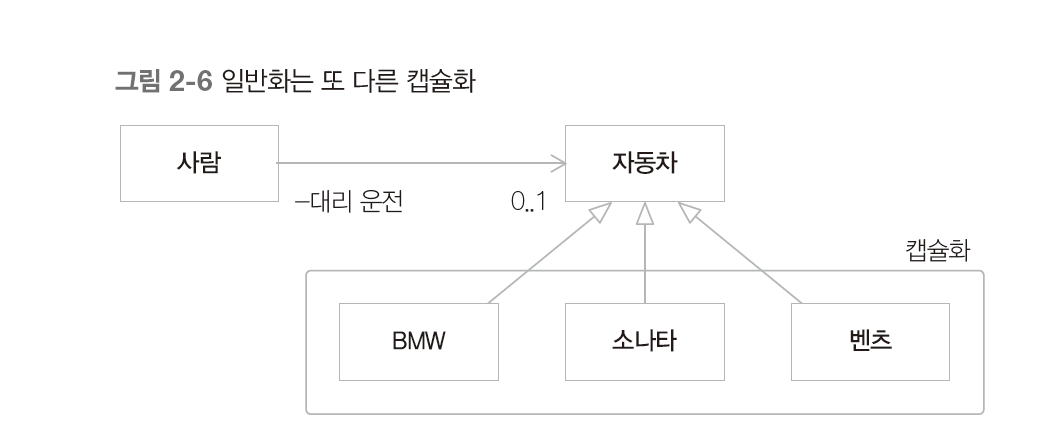 그림 2-6 일반화는 또 다른 캡슐화
사람
자동차
–대리 운전
0..1
캡슐화
BMW
소나타
벤츠